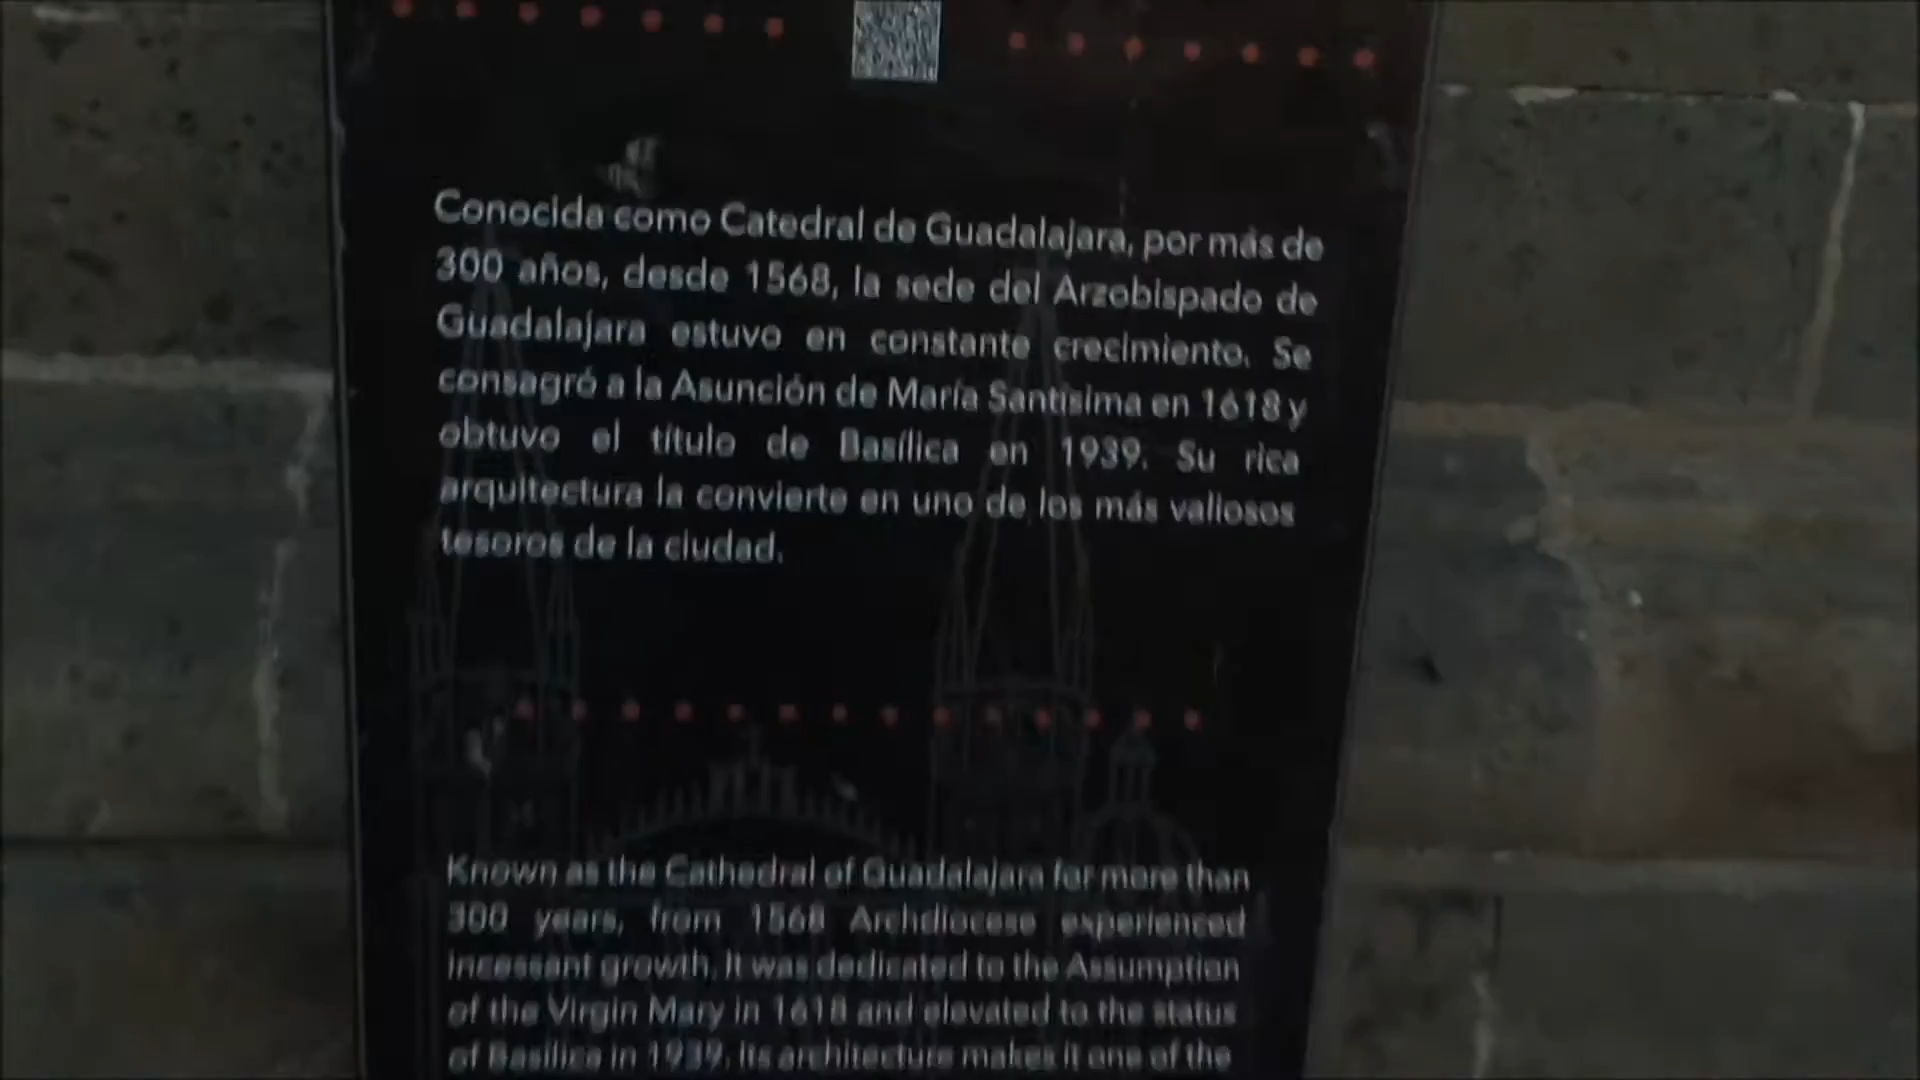 Conocida como Catedral de Guadalajara, por más de
300 años, desde 1568, la sede del Arzobispado de
Guadalajara estuvo en constante crecimiento. Se
consagró a la Asunción de María Santísima en 1618 y
obtuvo el título de Basílica en 1939. Su rica
arquitectura la convierte en uno de los más valiosos
tesoros de la ciudad.
Known as the Cathedral of Guadalajara for more than
300 years, from 1568 Archdiocese experienced
incessant growth. It was dedicated to the Assumption
of the Virgin Mary in 1618 and elevated to the status
of Basilica in 1939. Its architecture makes it one of the